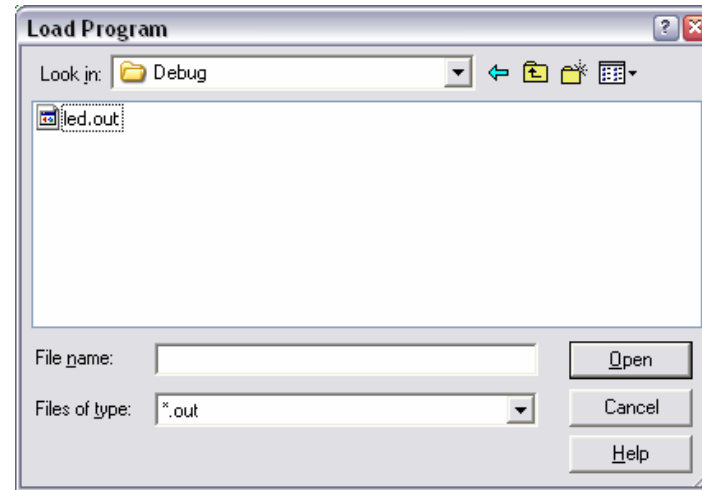 Load Program
Look in: Debug
led.out
File name:
Open
Files of type: *.out
Cancel
Help